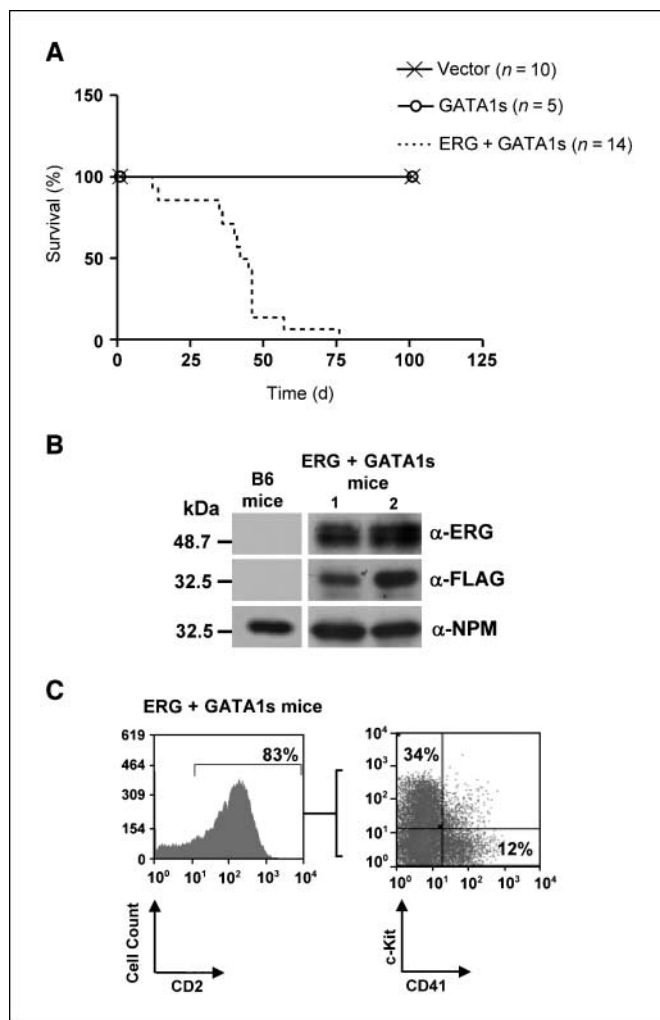 A
Vector (n = 10)
GATA1s (n = 5)
ERG + GATA1s (n = 14)
150
100
50
0
Survival (%)
0 25 50 75 100 125
Time (d)
B
ERG + GATA1s
mice
B6
mice
1 2
kDa
48.7
α-ERG
32.5
α-FLAG
32.5
α-NPM
C
ERG + GATA1s mice
619
464
309
154
0
83%
10⁰ 10¹ 10² 10³ 10⁴
Cell Count
CD2
10⁴
10³
10²
10¹
10⁰
34%
12%
10⁰ 10¹ 10² 10³ 10⁴
c-Kit
CD41